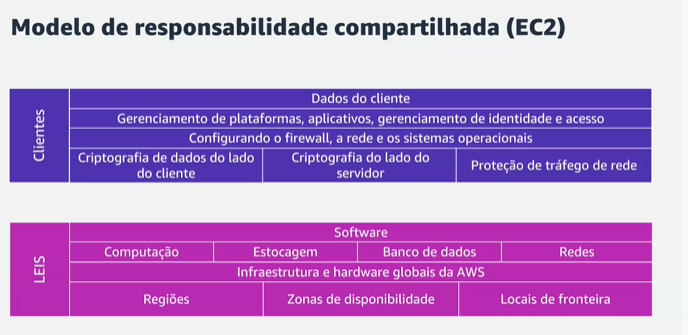 Modelo de responsabilidade compartilhada (EC2)
Clientes
Dados do cliente
Gerenciamento de plataformas, aplicativos, gerenciamento de identidade e acesso
Configurando o firewall, a rede e os sistemas operacionais
Criptografia de dados do lado
do cliente
Criptografia do lado do
servidor
Proteção de tráfego de rede
LEIS
Software
Computação
Estocagem
Banco de dados
Redes
Infraestrutura e hardware globais da AWS
Regiões
Zonas de disponibilidade
Locais de fronteira